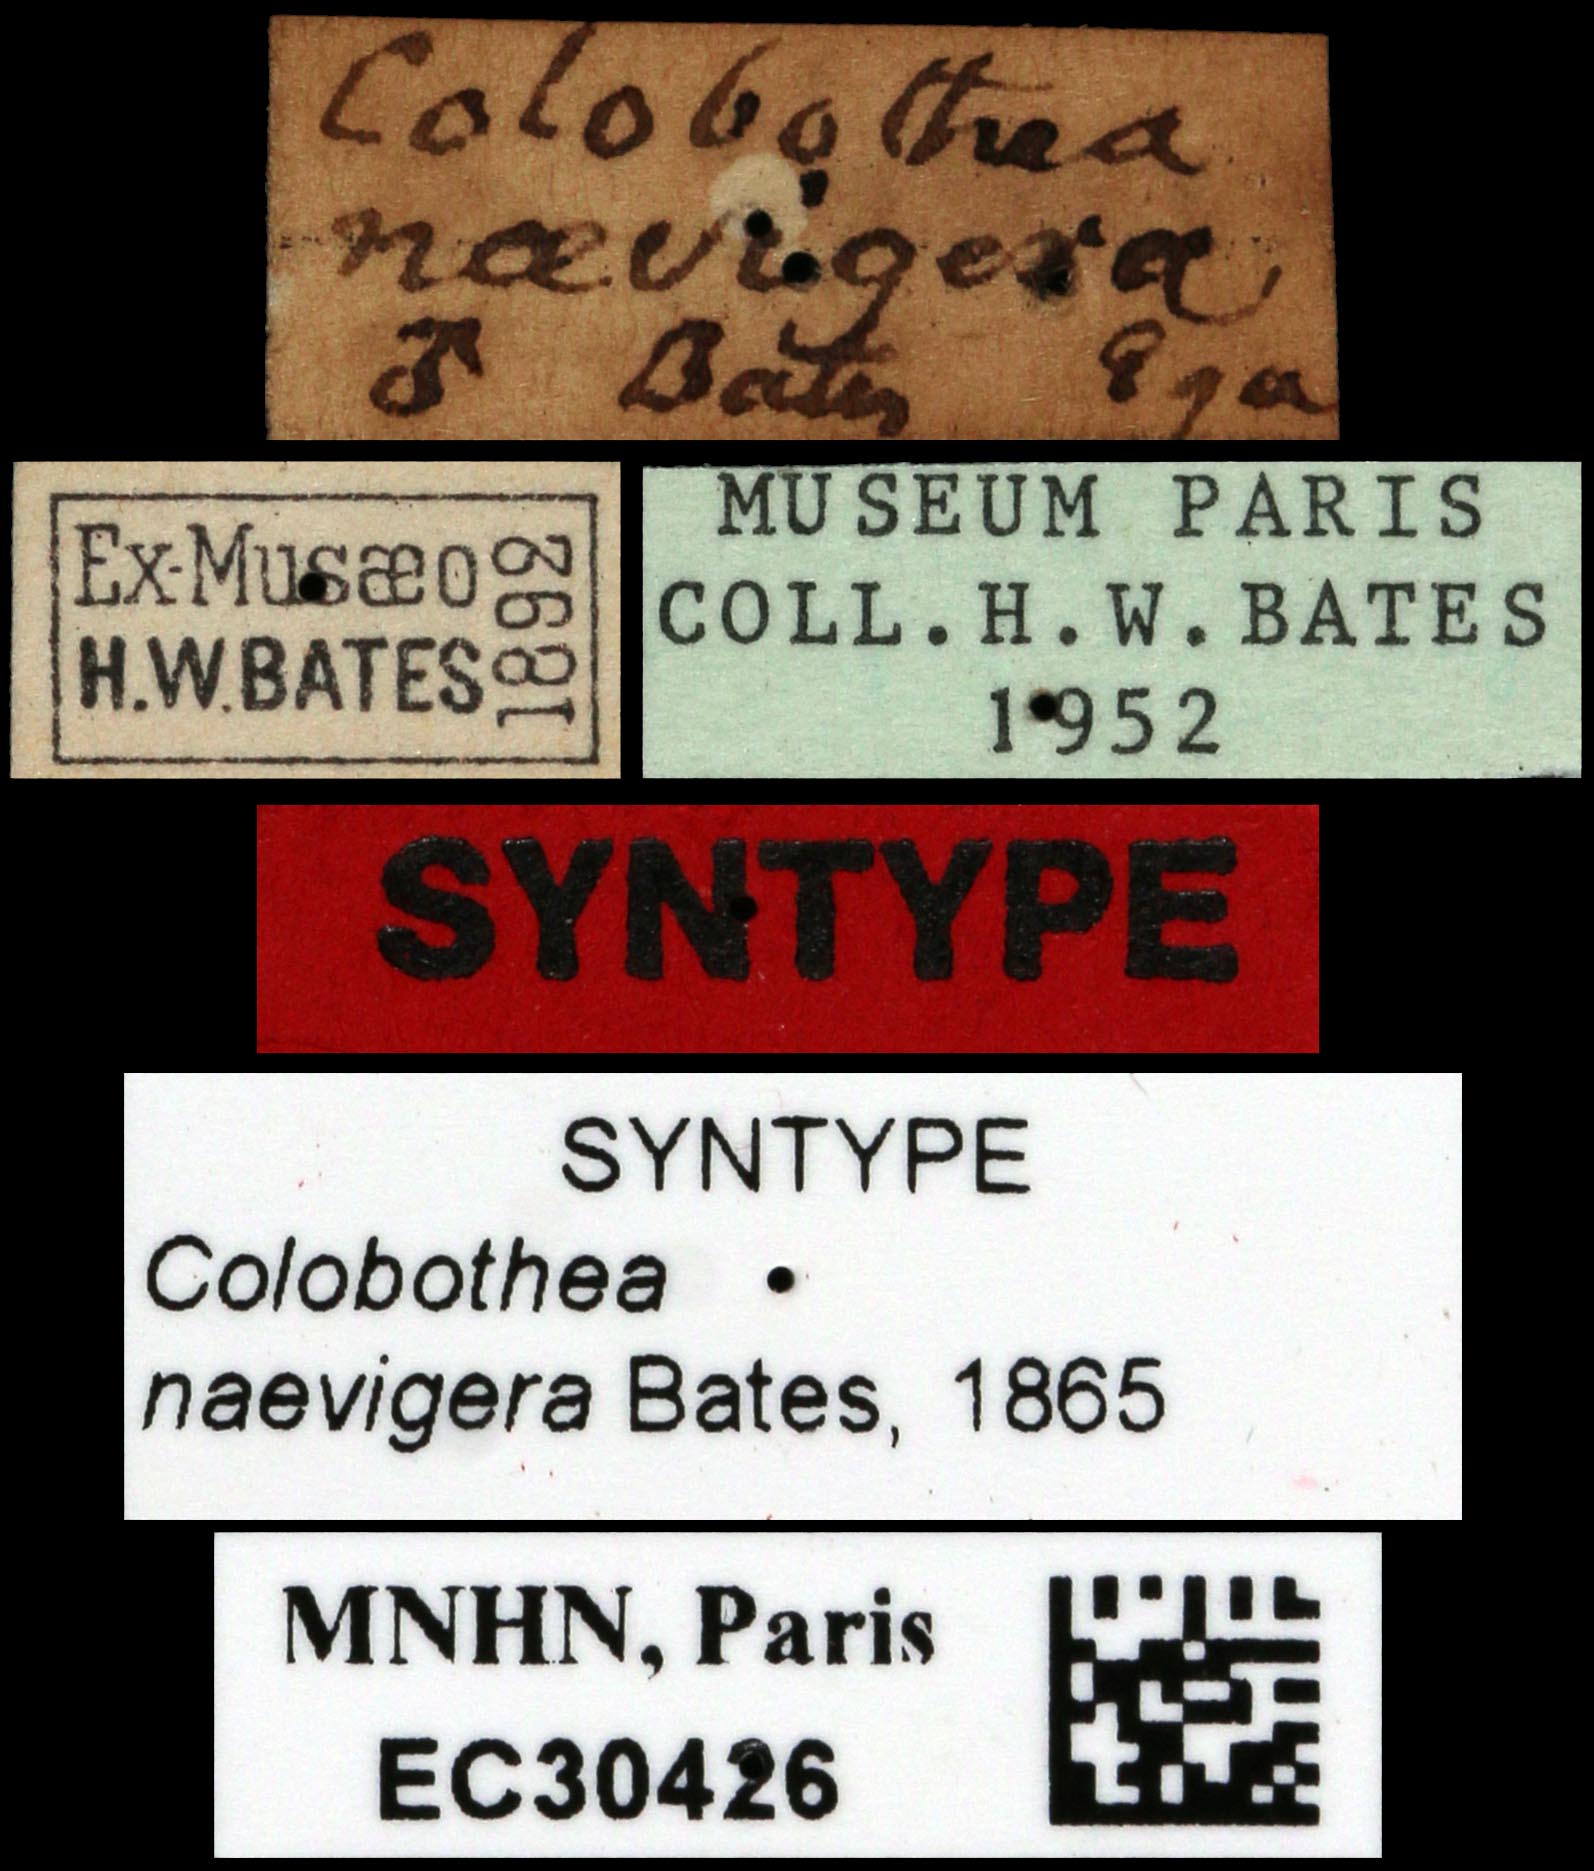 Colobothea
nævigera
♂ Bates Ega
Ex-Musæo
H.W.BATES
1892
MUSEUM PARIS
COLL.H.W.BATES
1952
SYNTYPE
SYNTYPE
Colobothea
naevigera Bates, 1865
MNHN, Paris
EC30426